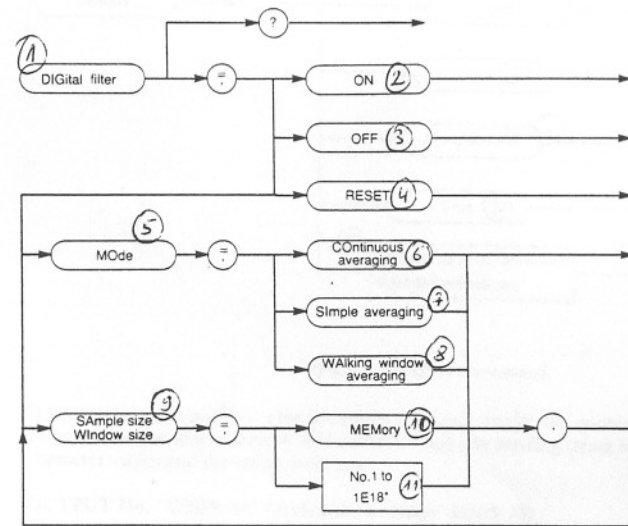 ?
1
DIGital filter
=
ON 2
OFF 3
RESET 4
5
MOde
=
COntinuous
averaging 6
SImple averaging 7
WAlking window
averaging 8
9
SAmple size
WIndow size
=
MEMory 10
No.1 to
1E18* 11